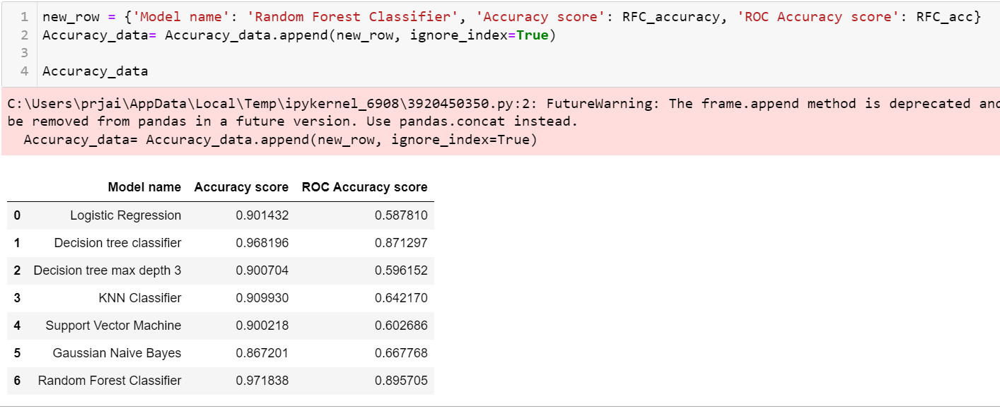 1 new_row = {'Model name': 'Random Forest Classifier', 'Accuracy score': RFC_accuracy, 'ROC Accuracy score': RFC_acc}
2 Accuracy_data= Accuracy_data.append(new_row, ignore_index=True)
3
4 Accuracy_data
C:\Users\prjai\AppData\Local\Temp\ipykernel_6908\3920450350.py:2: FutureWarning: The frame.append method is deprecated and
be removed from pandas in a future version. Use pandas.concat instead.
Accuracy_data= Accuracy_data.append(new_row, ignore_index=True)
Model name Accuracy score ROC Accuracy score
0 Logistic Regression 0.901432 0.587810
1 Decision tree classifier 0.968196 0.871297
2 Decision tree max depth 3 0.900704 0.596152
3 KNN Classifier 0.909930 0.642170
4 Support Vector Machine 0.900218 0.602686
5 Gaussian Naive Bayes 0.867201 0.667768
6 Random Forest Classifier 0.971838 0.895705